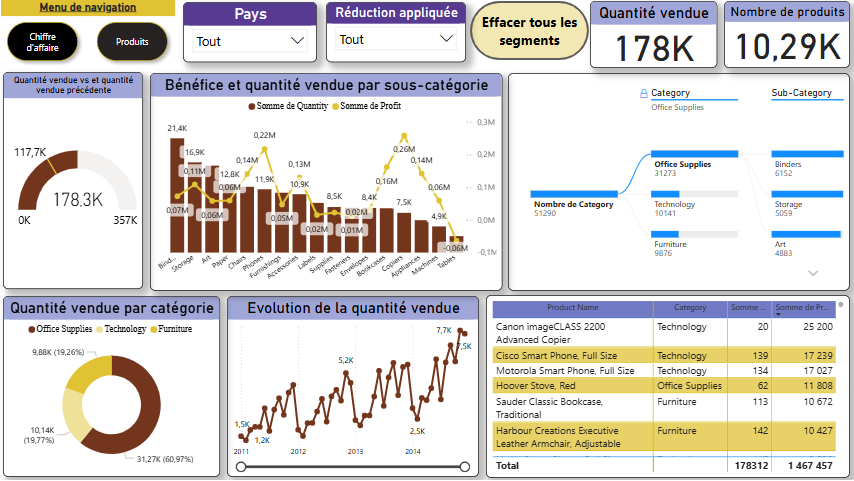 Menu de navigation
Chiffre
d'affaire
Produits
Pays
Tout
Réduction appliquée
Tout
Effacer tous les
segments
Quantité vendue
178K
Nombre de produits
10,29K
Quantité vendue vs et quantité
vendue précédente
117,7K
178.3K
0K
357K
Bénéfice et quantité vendue par sous-catégorie
Somme de Quantity
Somme de Profit
21,4K
16,9K
12,8K
11,9K
10,9K
8,5K
8,4K
7,5K
4,9K
0,07M
0,11M
0,06M
0,06M
0,14M
0,22M
0,05M
0,13M
0,02M
0,02M
0,01M
0,16M
0,26M
0,14M
0,06M
-0,06M
0,3M
0,2M
0,1M
0,0M
-0,1M
Bind...
Storage
Art
Paper
Chairs
Phones
Furnishings
Accessories
Labels
Supplies
Fasteners
Envelopes
Bookcases
Copiers
Appliances
Machines
Tables
Category
Office Supplies
Sub-Category
Nombre de Category
51290
Office Supplies
31273
Technology
10141
Furniture
9876
Binders
6152
Storage
5059
Art
4883
Quantité vendue par catégorie
Office Supplies
Technology
Furniture
9,88K (19,26%)
10,14K
(19,77%)
31,27K (60,97%)
Evolution de la quantité vendue
1,5K
1,2K
5,2K
2,5K
7,7K
7,5K
2011
2012
2013
2014
Product Name Category Somme ... Somme de Pr...
Canon imageCLASS 2200
Advanced Copier
Technology 20 25 200
Cisco Smart Phone, Full Size Technology 139 17 239
Motorola Smart Phone, Full Size Technology 134 17 027
Hoover Stove, Red Office Supplies 62 11 808
Sauder Classic Bookcase,
Traditional
Furniture 113 10 672
Harbour Creations Executive
Leather Armchair, Adjustable
Furniture 142 10 427
Total 178312 1 467 457